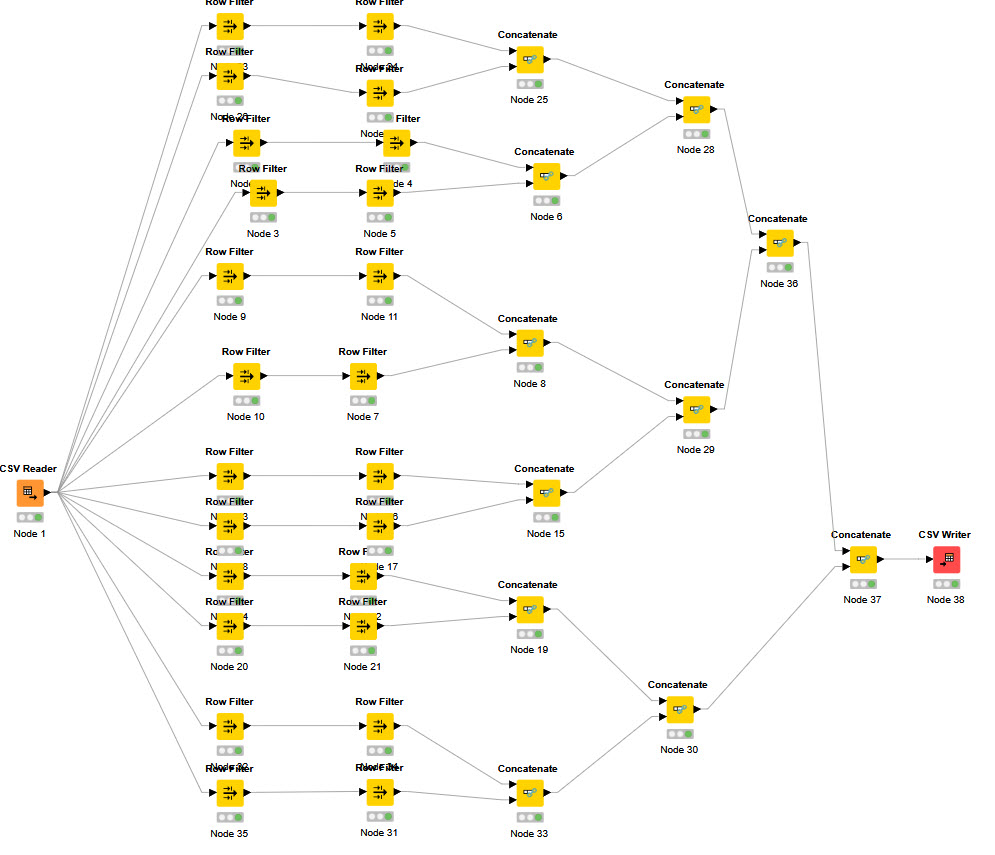 Row Filter
Row Filter
Row Filter
Concatenate
Node 25
Concatenate
Node 28
Row Filter
Filter
Concatenate
Node 6
Row Filter
Row Filter
Node 3
Node 5
Concatenate
Node 36
Row Filter
Row Filter
Node 9
Node 11
Concatenate
Node 8
Row Filter
Row Filter
Node 10
Node 7
Concatenate
Node 29
Row Filter
Row Filter
CSV Reader
Node 1
Concatenate
Node 15
Row Filter
Row Filter
Concatenate
Node 37
CSV Writer
Node 38
Row Filter
Row Filter
Node 20
Node 21
Concatenate
Node 19
Concatenate
Node 30
Row Filter
Row Filter
Row Filter
Row Filter
Node 35
Node 31
Concatenate
Node 33